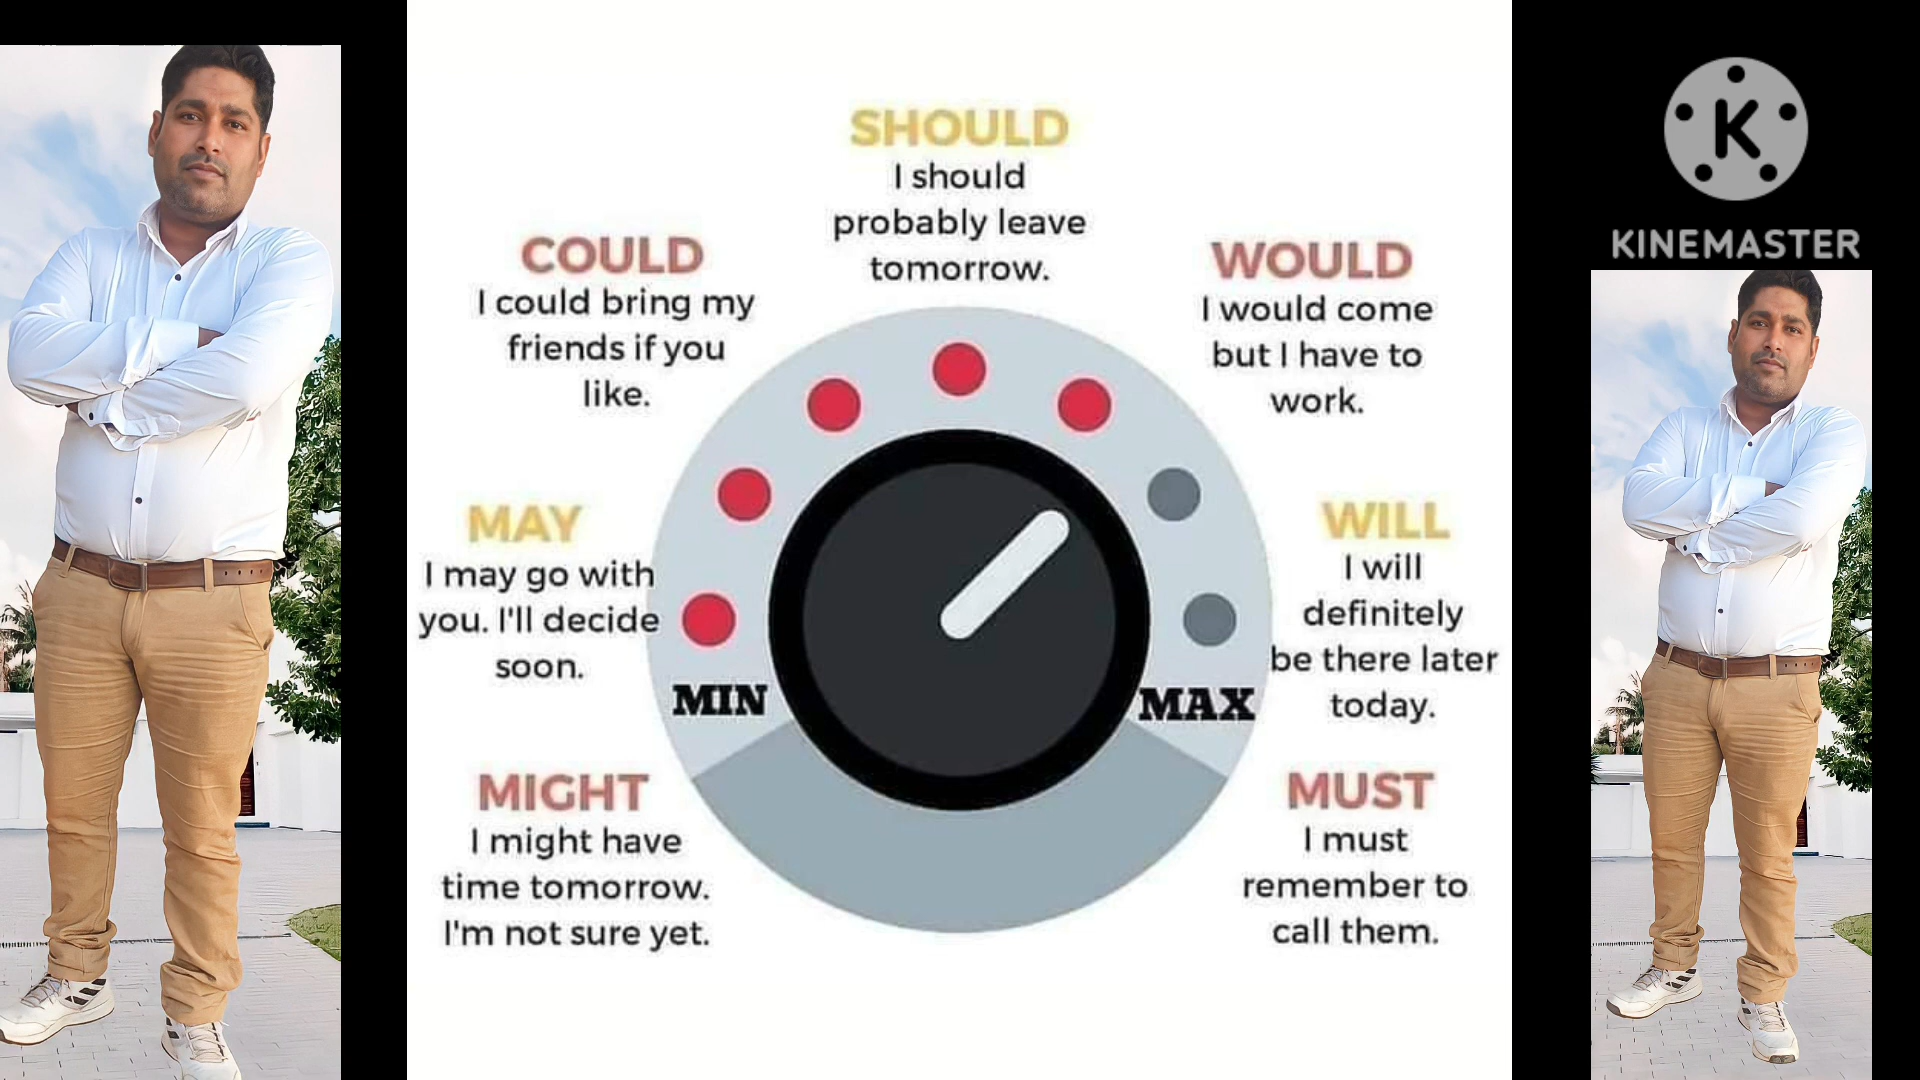 SHOULD
I should
probably leave
tomorrow.
COULD
I could bring my
friends if you
like.
WOULD
I would come
but I have to
work.
MAY
I may go with
you. I'll decide
soon.
WILL
I will
definitely
be there later
today.
MIN
MAX
MIGHT
I might have
time tomorrow.
I'm not sure yet.
MUST
I must
remember to
call them.
K
KINEMASTER